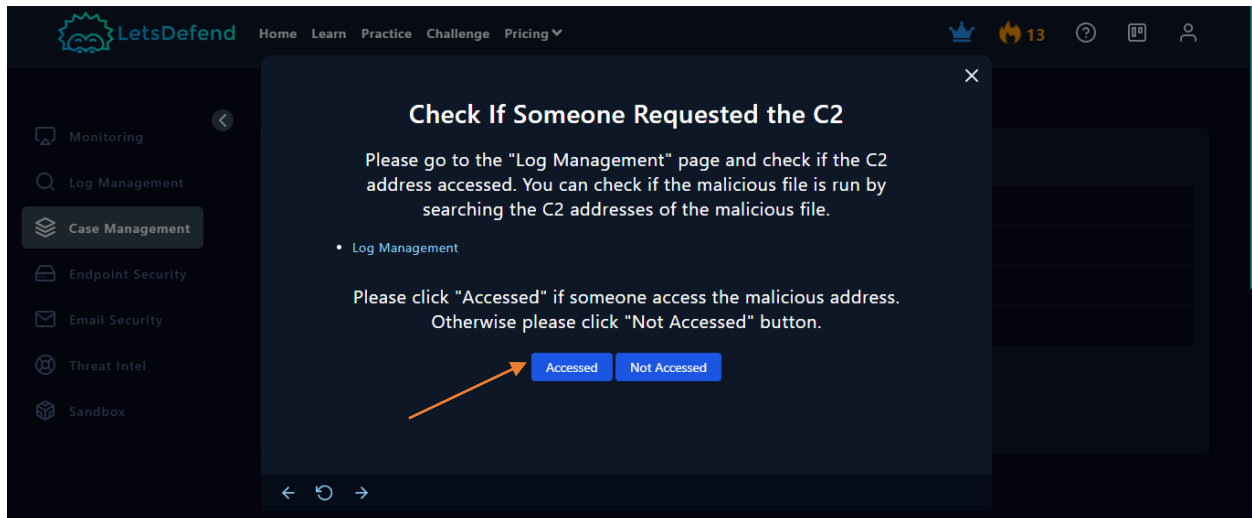 LetsDefend Home Learn Practice Challenge Pricing 13
Check If Someone Requested the C2
Please go to the "Log Management" page and check if the C2
address accessed. You can check if the malicious file is run by
searching the C2 addresses of the malicious file.
• Log Management
Please click "Accessed" if someone access the malicious address.
Otherwise please click "Not Accessed" button.
Accessed Not Accessed
Monitoring
Log Management
Case Management
Endpoint Security
Email Security
Threat Intel
Sandbox